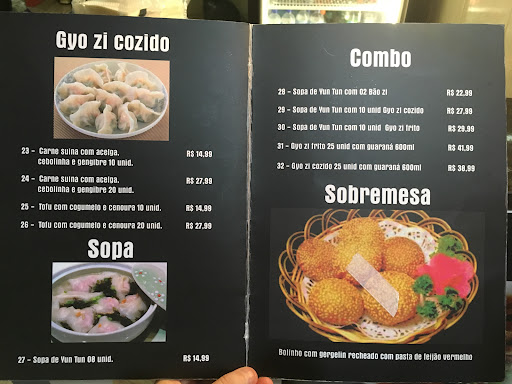 Gyo zi cozido
23 - Carne suína com acelga,
cebolinha e gengibre 10 unid. R$ 14,99
24 - Carne suína com acelga,
cebolinha e gengibre 20 unid. R$ 27,99
25 - Tofu com cogumelo e cenoura 10 unid. R$ 14,99
26 - Tofu com cogumelo e cenoura 20 unid. R$ 27,99
Sopa
27 - Sopa de Yun Tun 08 unid. R$ 14,99
Combo
28 - Sopa de Yun Tun com 02 Bão zi R$ 22,99
29 - Sopa de Yun Tun com 10 unid Gyo zi cozido R$ 27,99
30 - Sopa de Yun Tun com 10 unid Gyo zi frito R$ 29,99
31 - Gyo zi frito 25 unid com guaraná 600ml R$ 41,99
32 - Gyo zi cozido 25 unid com guaraná 600ml R$ 38,99
Sobremesa
Bolinho com gergelin recheado com pasta de feijão vermelho